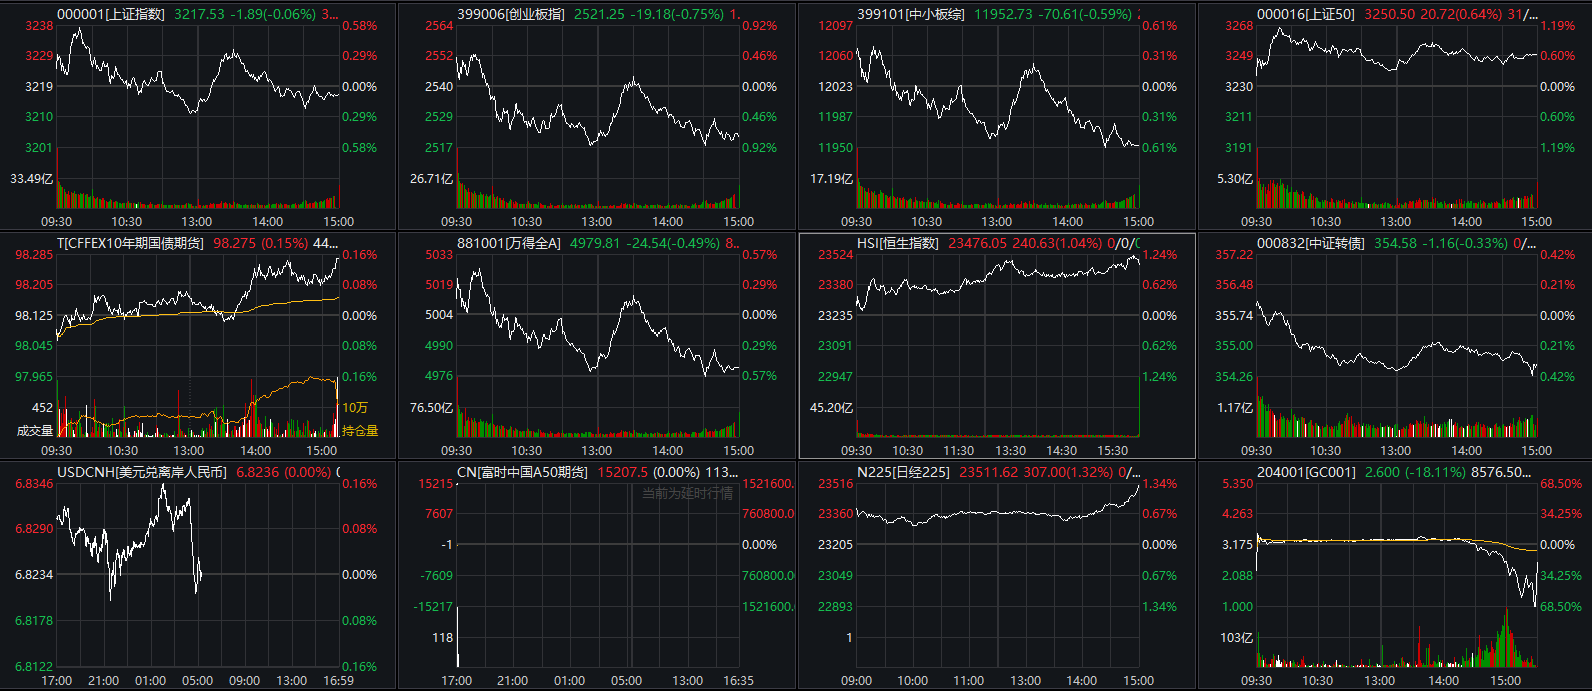 000001[上证指数] 3217.53 -1.89(-0.06%) 3...
3238 0.58%
3229 0.29%
3219 0.00%
3210 0.29%
3201 0.58%
33.49亿
09:30 10:30 13:00 14:00 15:00
399006[创业板指] 2521.25 -19.18(-0.75%) 1.
2564 0.92%
2552 0.46%
2540 0.00%
2529 0.46%
2517 0.92%
26.71亿
09:30 10:30 13:00 14:00 15:00
399101[中小板综] 11952.73 -70.61(-0.59%)
12097 0.61%
12060 0.31%
12023 0.00%
11987 0.31%
11950 0.61%
17.19亿
09:30 10:30 13:00 14:00 15:00
000016[上证50] 3250.50 20.72(0.64%) 31/...
3268 1.19%
3249 0.60%
3230 0.00%
3211 0.60%
3191 1.19%
5.30亿
09:30 10:30 13:00 14:00 15:00
T[CFFEX10年期国债期货] 98.275 (0.15%) 44...
98.285 0.16%
98.205 0.08%
98.125 0.00%
98.045 0.08%
97.965 0.16%
452 10万
成交量 持仓量
09:30 10:30 13:00 14:00 15:00
881001[万得全A] 4979.81 -24.54(-0.49%) 8..
5033 0.57%
5019 0.29%
5004 0.00%
4990 0.29%
4976 0.57%
76.50亿
09:30 10:30 13:00 14:00 15:00
HSI[恒生指数] 23476.05 240.63(1.04%) 0/0/
23524 1.24%
23380 0.62%
23235 0.00%
23091 0.62%
22947 1.24%
45.20亿
09:30 10:30 11:30 13:30 14:30 15:30
000832[中证转债] 354.58 -1.16(-0.33%) 0/...
357.22 0.42%
356.48 0.21%
355.74 0.00%
355.00 0.21%
354.26 0.42%
1.17亿
09:30 10:30 13:00 14:00 15:00
USDCNH[美元兑离岸人民币] 6.8236 (0.00%)
6.8346 0.16%
6.8290 0.08%
6.8234 0.00%
6.8178 0.08%
6.8122 0.16%
17:00 21:00 01:00 05:00 09:00 13:00 16:59
CN[富时中国A50期货] 15207.5 (0.00%) 113...
当前为延时行情
15215 1521600.
7607 760800.0
-1 0.00%
-7609 760800.0
-15217 1521600.
118
17:00 21:00 01:00 05:00 13:00 16:35
N225[日经225] 23511.62 307.00(1.32%) 0/...
23516 1.34%
23360 0.67%
23205 0.00%
23049 0.67%
22893 1.34%
1
09:00 10:00 11:00 13:00 14:00 15:00
204001[GC001] 2.600 (-18.11%) 8576.50...
5.350 68.50%
4.263 34.25%
3.175 0.00%
2.088 34.25%
1.000 68.50%
103亿
09:30 10:30 13:00 14:00 15:00